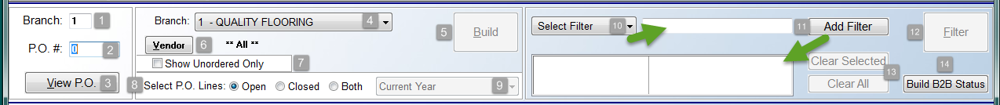 Branch: 1 1
P.O. #: 0 2
View P.O. 3
Branch: 1 - QUALITY FLOORING 4
5 Build
Vendor 6 ** All **
Show Unordered Only 7
8 Select P.O. Lines: Open Closed Both Current Year 9
Select Filter 10
11 Add Filter
12 Filter
Clear Selected
13
Clear All
14
Build B2B Status